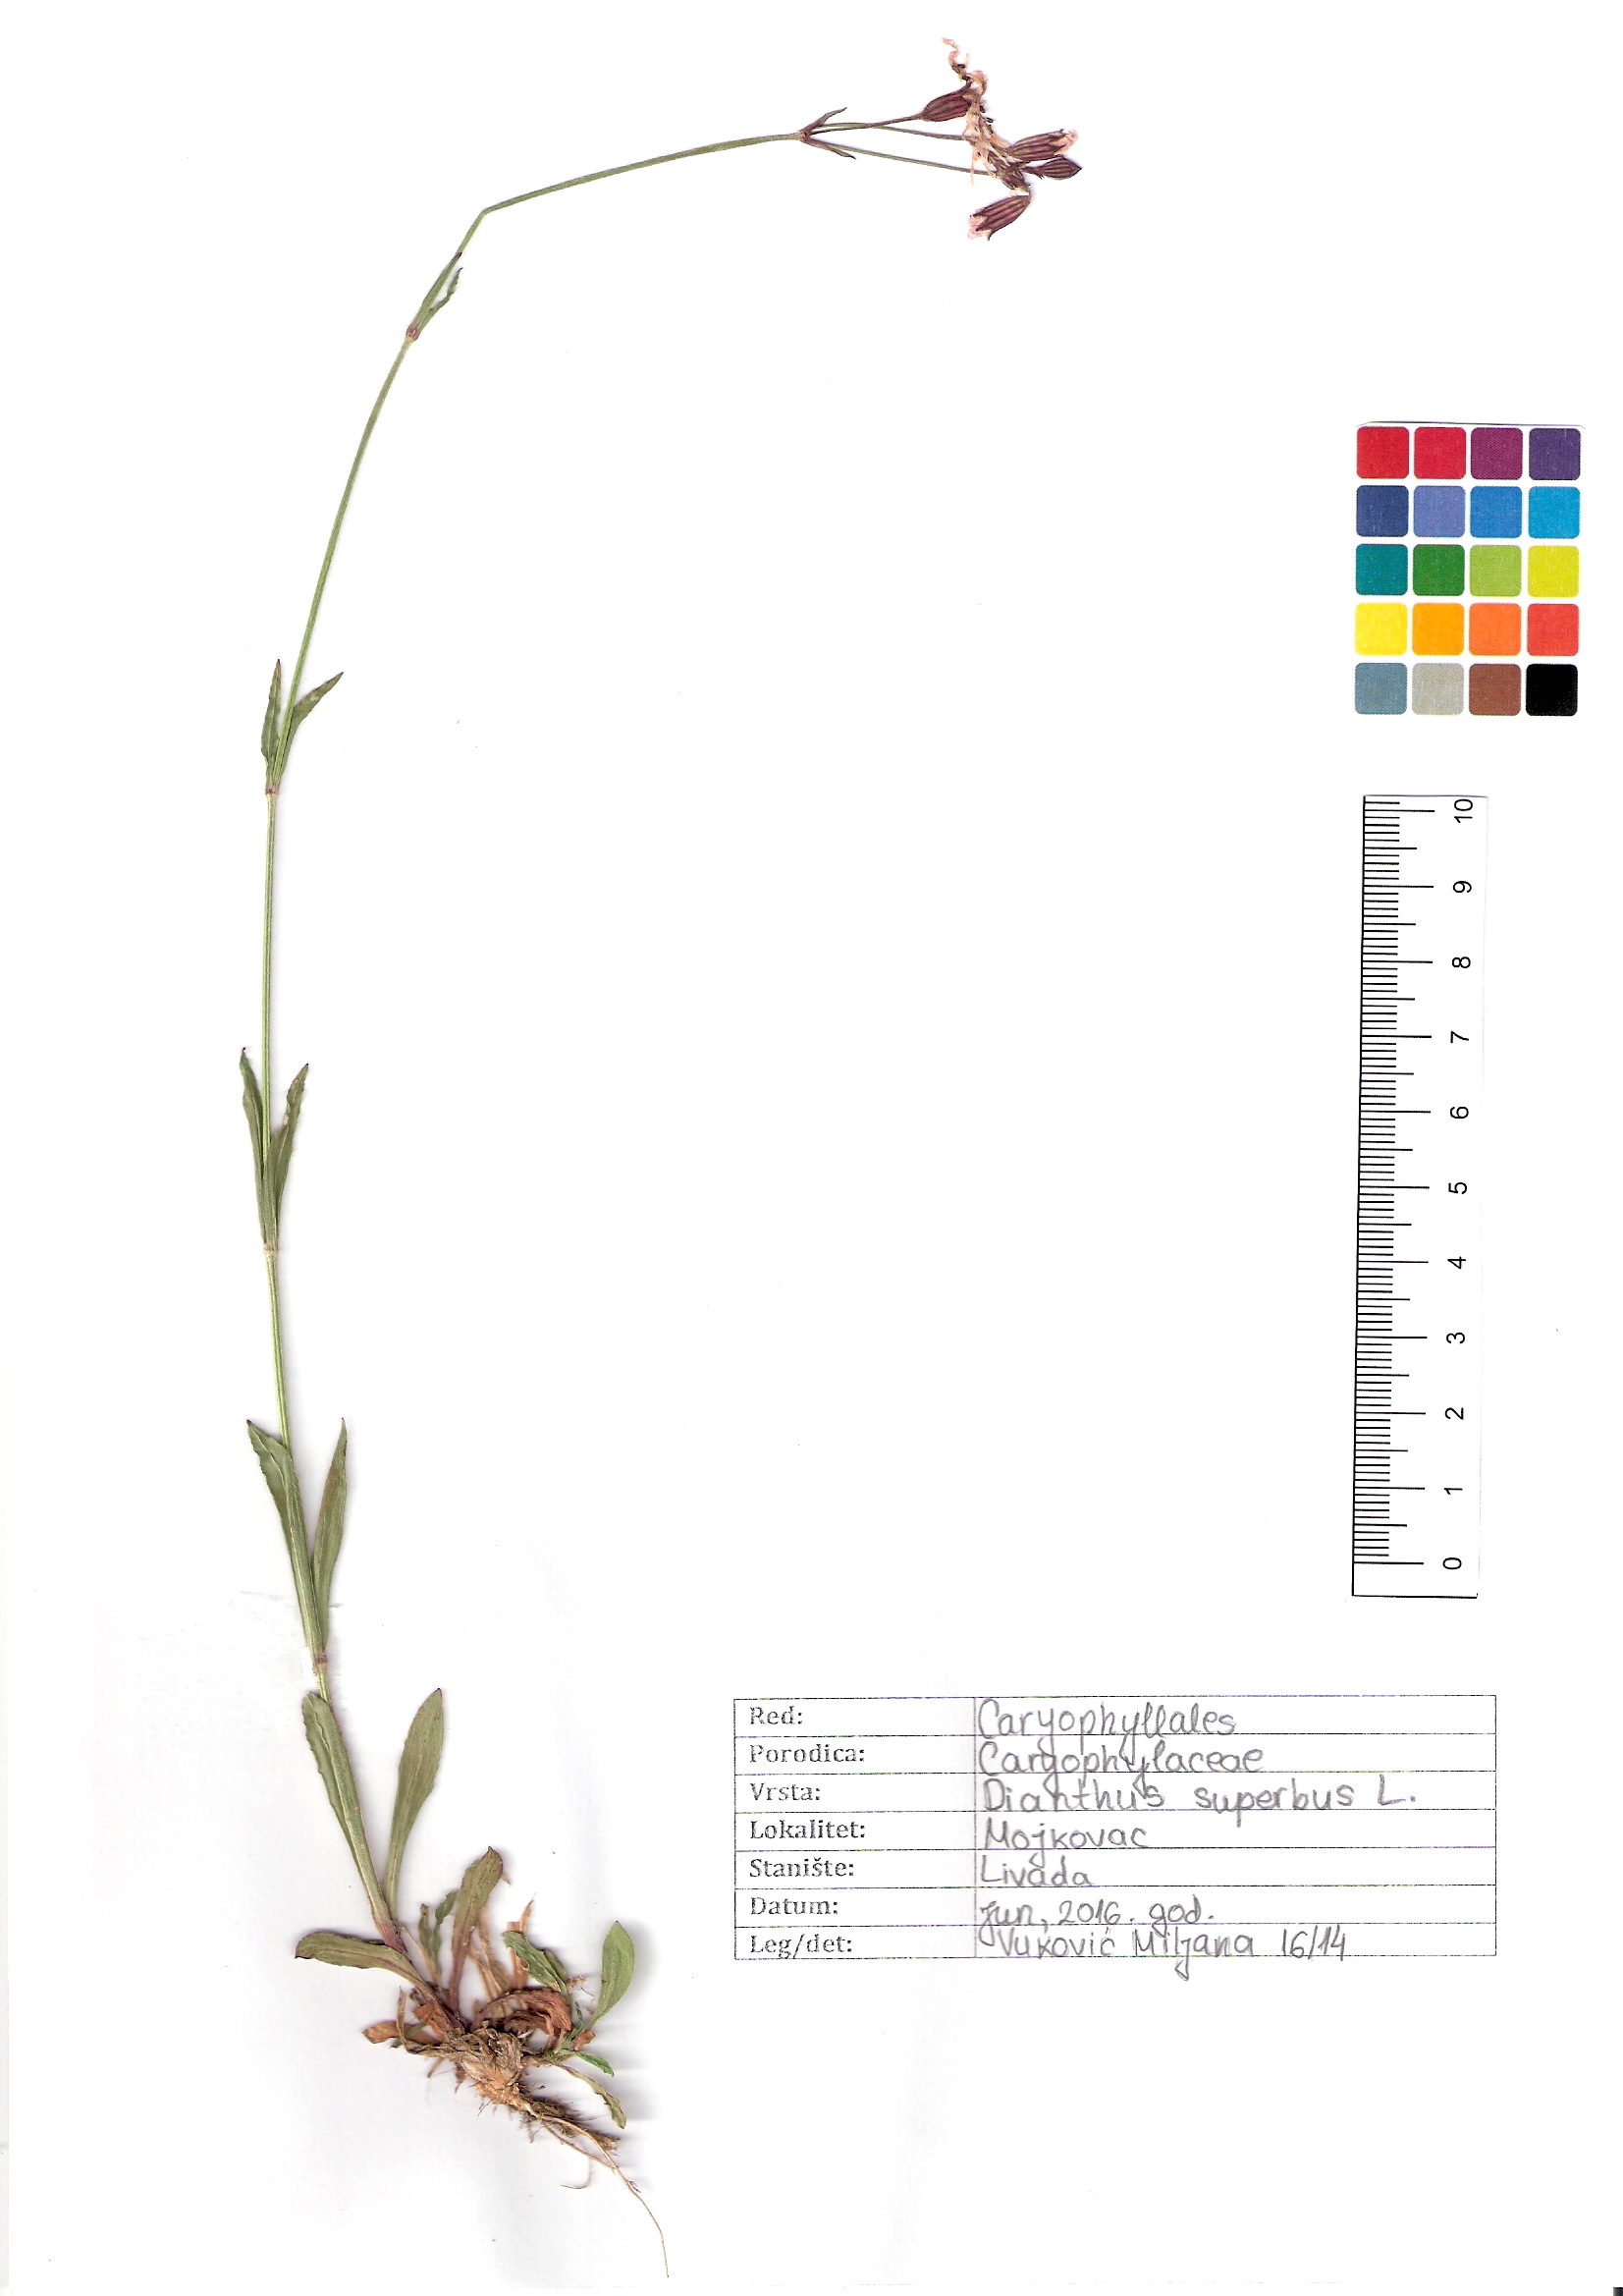 10
9
8
7
6
5
4
3
2
1
0
Red: Caryophyllales
Porodica: Caryophylaceae
Vrsta: Dianthus superbus L.
Lokalitet: Mojkovac
Stanište: Livada
Datum: jun, 2016. god.
Leg/det: Vuković Miljana 16/14